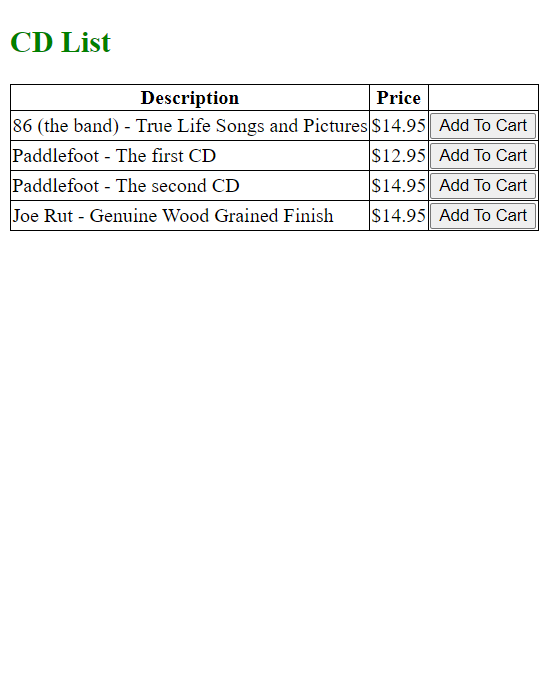 CD List
Description Price
86 (the band) - True Life Songs and Pictures $14.95 Add To Cart
Paddlefoot - The first CD $12.95 Add To Cart
Paddlefoot - The second CD $14.95 Add To Cart
Joe Rut - Genuine Wood Grained Finish $14.95 Add To Cart